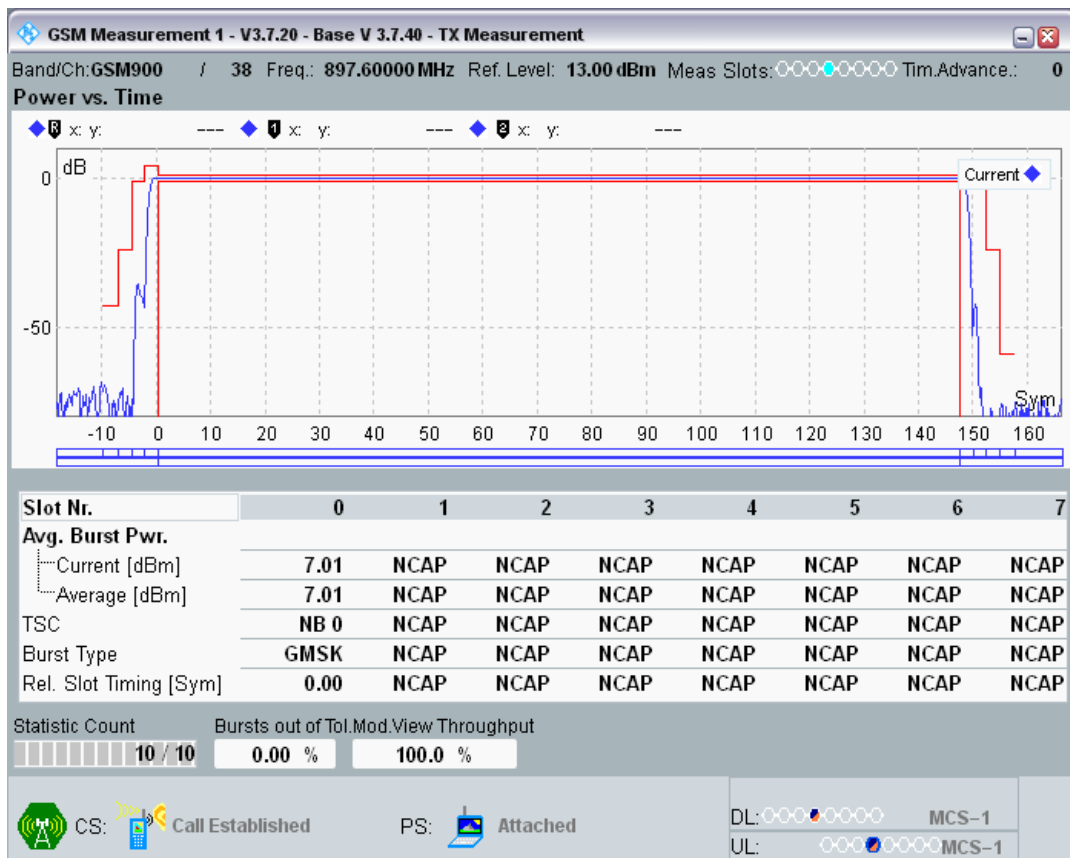 GSM Measurement 1 - V3.7.20 - Base V 3.7.40 - TX Measurement
Band/Ch:GSM900 / 38 Freq.: 897.60000 MHz Ref. Level: 13.00 dBm Meas Slots: Tim.Advance.: 0
Power vs. Time
R x: y: --- 1 x: y: --- 2 x: y: ---
dB
0
Current
-50
Sym
-10 0 10 20 30 40 50 60 70 80 90 100 110 120 130 140 150 160
Slot Nr. 0 1 2 3 4 5 6 7
Avg. Burst Pwr.
Current [dBm] 7.01 NCAP NCAP NCAP NCAP NCAP NCAP NCAP
Average [dBm] 7.01 NCAP NCAP NCAP NCAP NCAP NCAP NCAP
TSC NB 0 NCAP NCAP NCAP NCAP NCAP NCAP NCAP
Burst Type GMSK NCAP NCAP NCAP NCAP NCAP NCAP NCAP
Rel. Slot Timing [Sym] 0.00 NCAP NCAP NCAP NCAP NCAP NCAP NCAP
Statistic Count Bursts out of Tol.Mod.View Throughput
10 / 10 0.00 % 100.0 %
CS: Call Established PS: Attached
DL: MCS-1
UL: MCS-1